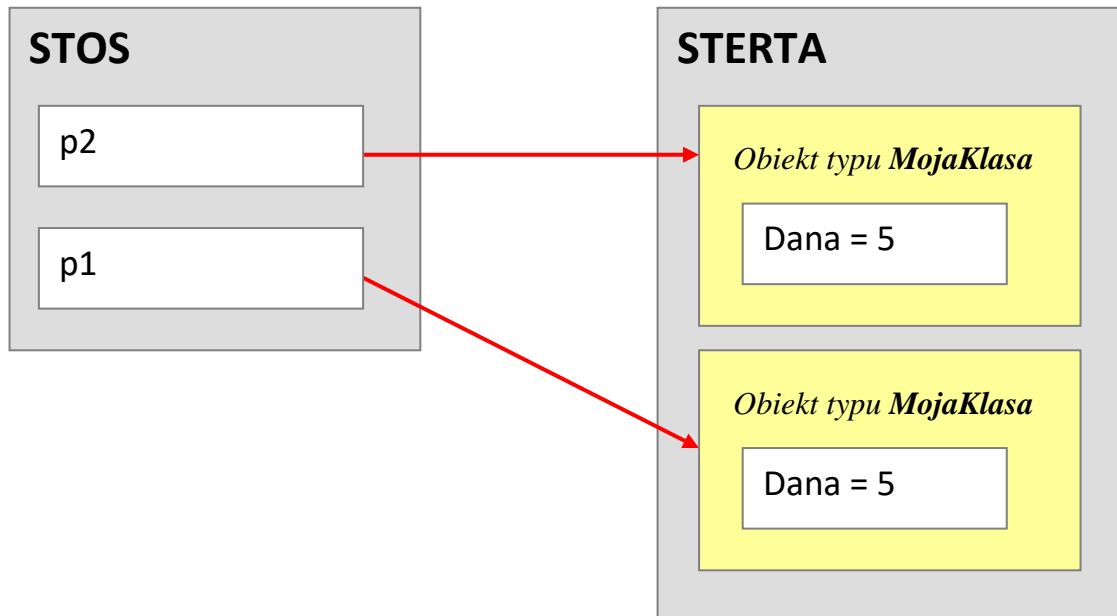 STOS
p2
p1
STERTA
Obiekt typu MojaKlasa
Dana = 5
Obiekt typu MojaKlasa
Dana = 5